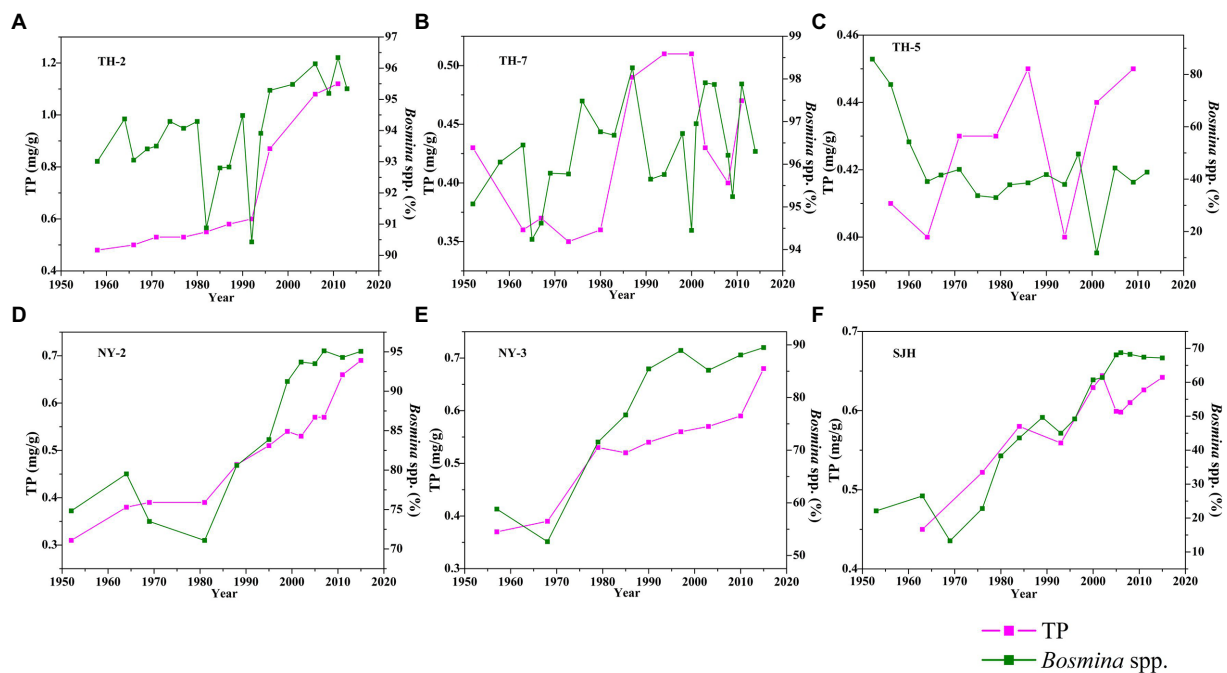 A
TH-2
TP (mg/g)
1.2
1.0
0.8
0.6
0.4
97
96
95
94
93
92
91
90
Bosmina spp. (%)
1950 1960 1970 1980 1990 2000 2010 2020
Year
B
TH-7
TP (mg/g)
0.50
0.45
0.40
0.35
99
98
97
96
95
94
Bosmina spp. (%)
1950 1960 1970 1980 1990 2000 2010 2020
Year
C
TH-5
TP (mg/g)
0.46
0.44
0.42
0.40
80
60
40
20
Bosmina spp. (%)
1950 1960 1970 1980 1990 2000 2010 2020
Year
D
NY-2
TP (mg/g)
0.7
0.6
0.5
0.4
0.3
95
90
85
80
75
70
Bosmina spp. (%)
1950 1960 1970 1980 1990 2000 2010 2020
Year
E
NY-3
TP (mg/g)
0.7
0.6
0.5
0.4
0.3
90
80
70
60
50
Bosmina spp. (%)
1950 1960 1970 1980 1990 2000 2010 2020
Year
F
SJH
TP (mg/g)
0.7
0.6
0.5
0.4
70
60
50
40
30
20
10
Bosmina spp. (%)
1950 1960 1970 1980 1990 2000 2010 2020
Year
TP
Bosmina spp.